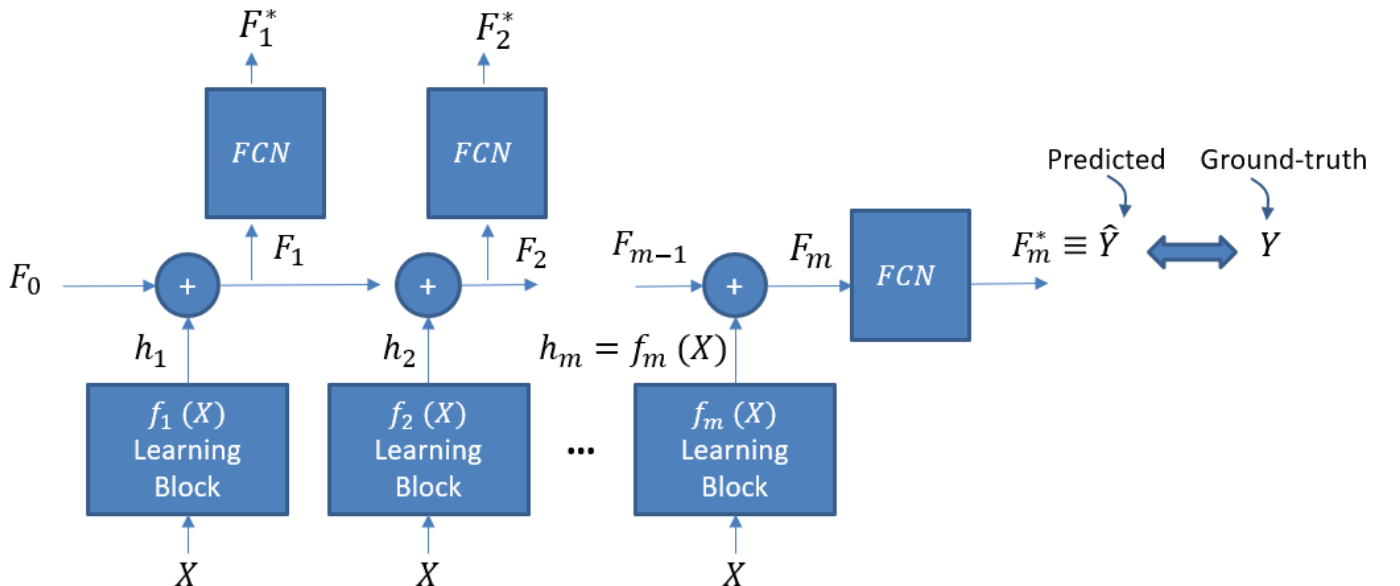 F_1^*
F_2^*
FCN
FCN
Predicted
Ground-truth
F_0
+
F_1
+
F_2
F_{m-1}
+
F_m
FCN
F_m^* ≡ Ŷ
Y
h_1
h_2
h_m = f_m (X)
f_1 (X)
Learning
Block
f_2 (X)
Learning
Block
...
f_m (X)
Learning
Block
X
X
X